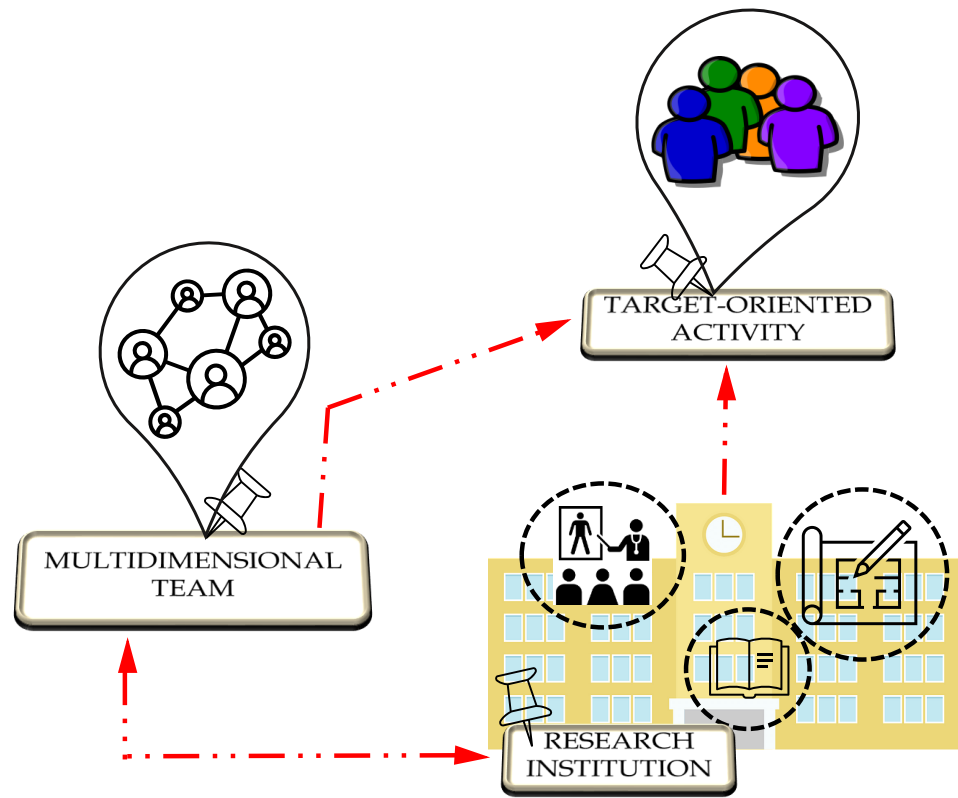 TARGET-ORIENTED
ACTIVITY
MULTIDIMENSIONAL
TEAM
RESEARCH
INSTITUTION